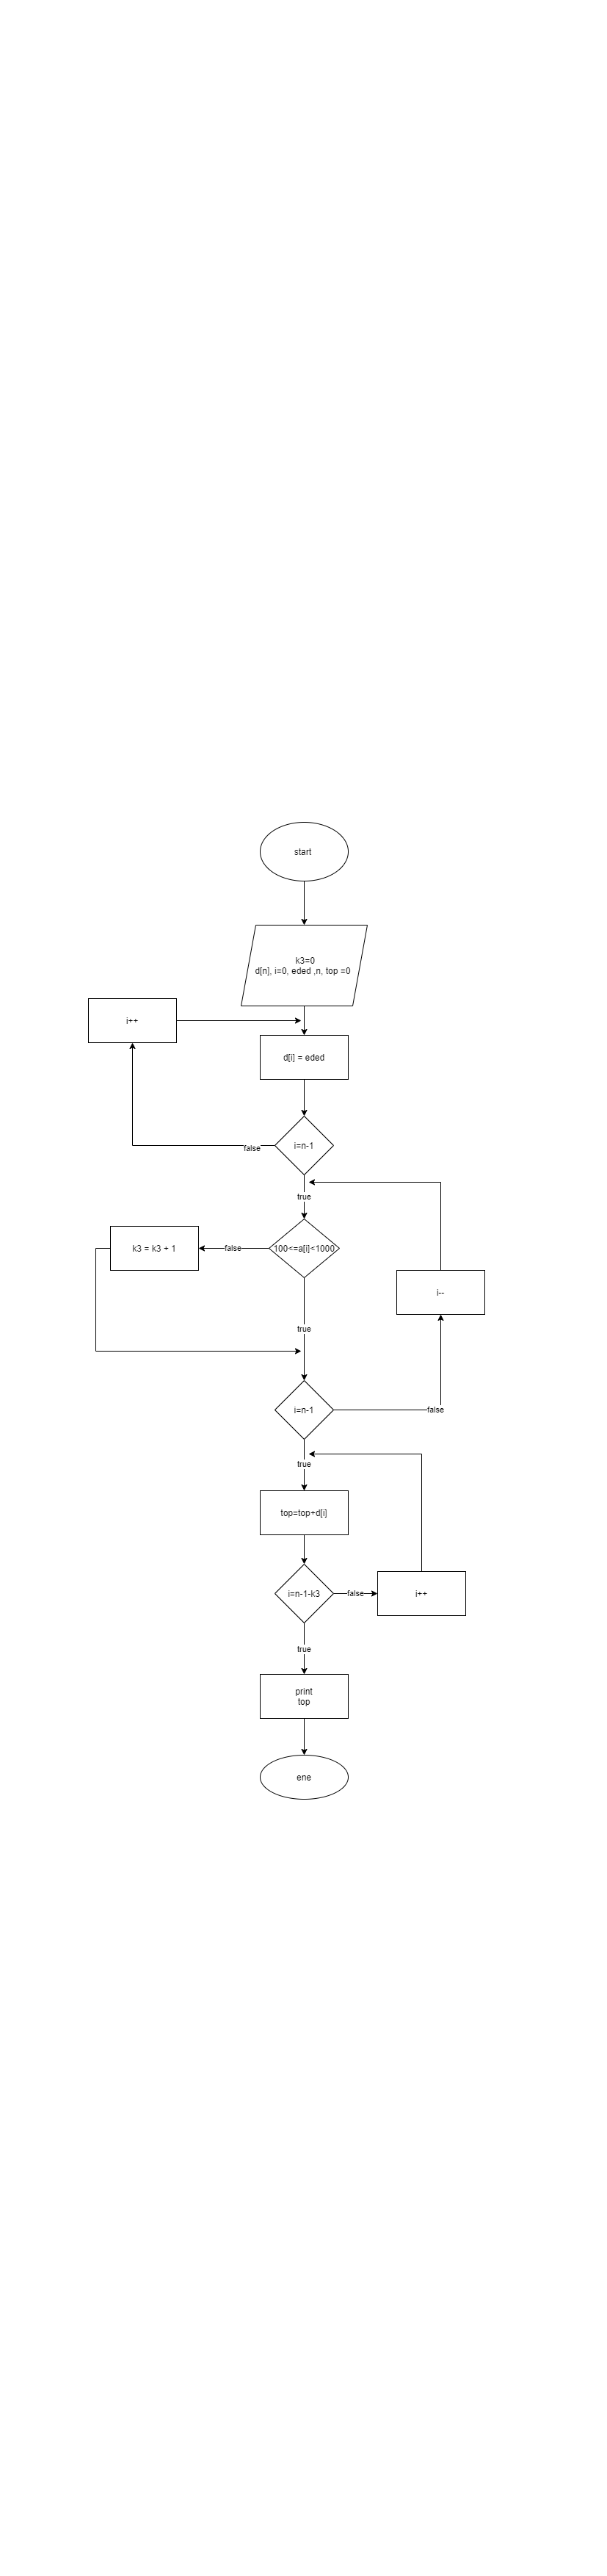 start
k3=0
d[n], i=0, eded ,n, top =0
i++
d[i] = eded
i=n-1
false
true
100<=a[i]<1000
false
k3 = k3 + 1
i--
true
i=n-1
false
true
top=top+d[i]
i=n-1-k3
false
i++
true
print
top
ene